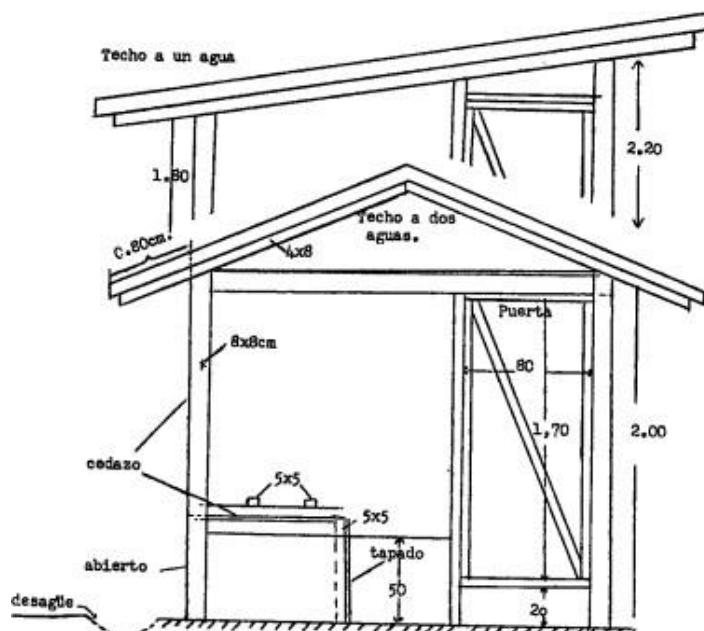 Techo a un agua
2.20
1.80
Techo a dos
aguas.
0.80cm.
4x8
Puerta
8x8cm
80
1,70
2.00
cedazo
5x5
5x5
tapado
abierto
50
desagüe
20